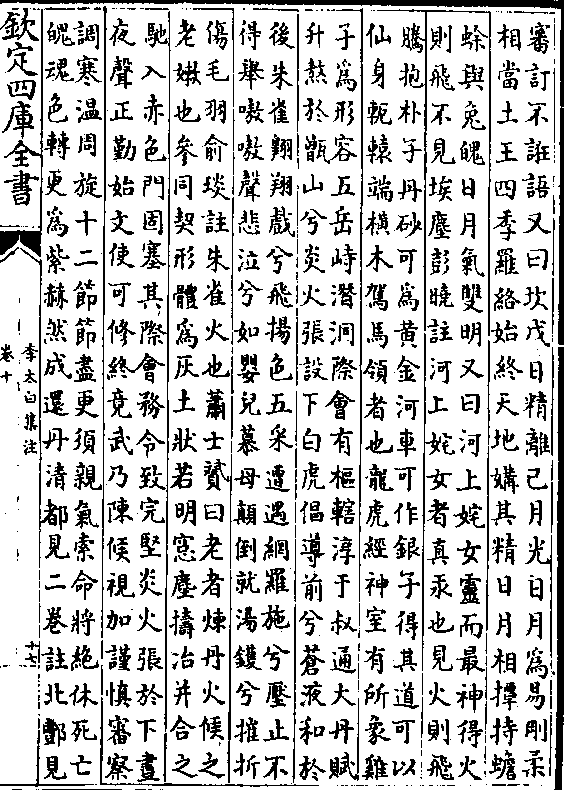 審訂不誑語又曰坎戊日精離己月光日月爲易剛柔
相當土王四季羅絡始終天地媾其精日月相撢持蟾
蜍與兔魄日月氣雙明又曰河上姹女靈而最神得火
則飛不見埃塵彭曉註河上姹女者真汞也見火則飛
騰抱朴子丹砂可爲黄金河車可作銀子得其道可以
仙身軛轅端橫木駕馬領者也龍虎經神室有所象雞
子爲形容五岳峙潛洞際會有樞轄淳于叔通大丹賦
升熬於甑山兮炎火張設下白虎倡導前兮蒼液和於
後朱雀翱翔戲兮飛揚色五采遭遇網羅施兮壓止不
得舉嗷嗷聲悲泣兮如嬰兒慕母顛倒就湯鑊兮摧折
傷毛羽俞琰註朱雀火也蕭士贇曰老者煉丹火候之
老嫩也參同契形體爲灰土狀若明窓塵擣冶并合之
馳入赤色門固塞其際會務令致完堅炎火張於下晝
夜聲正勤始文使可修終竟武乃陳候視加謹慎審察
調寒温周旋十二節節盡更須親氣索命將絶休死亡
魄魂色轉更爲紫赫然成還丹清都見二卷註北酆見
欽定四庫全書
李太白集注
卷十
十七